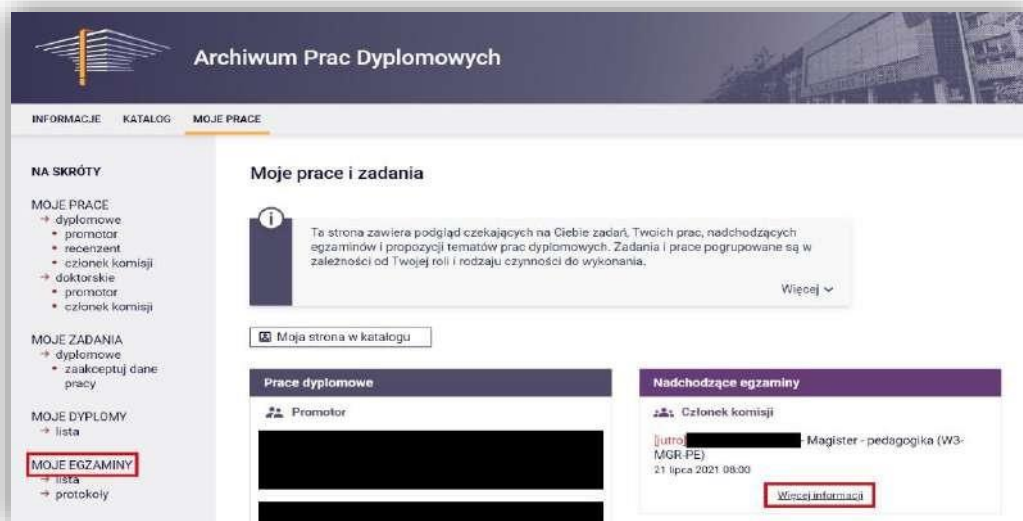 Archiwum Prac Dyplomowych
INFORMACJE KATALOG MOJE PRACE
NA SKRÓTY
MOJE PRACE
dyplomowe
promotor
recenzent
członek komisji
doktorskie
promotor
członek komisji
MOJE ZADANIA
dyplomowe
zaakceptuj dane
pracy
MOJE DYPLOMY
lista
MOJE EGZAMINY
lista
protokoły
Moje prace i zadania
Ta strona zawiera podgląd czekających na Ciebie zadań, Twoich prac, nadchodzących
egzaminów i propozycji tematów prac dyplomowych. Zadania i prace pogrupowane są w
zależności od Twojej roli i rodzaju czynności do wykonania.
Więcej
Moja strona w katalogu
Prace dyplomowe
Promotor
Nadchodzące egzaminy
Członek komisji
[jutro] - Magister - pedagogika (W3-
MGR-PE)
21 lipca 2021 08:00
Więcej informacji